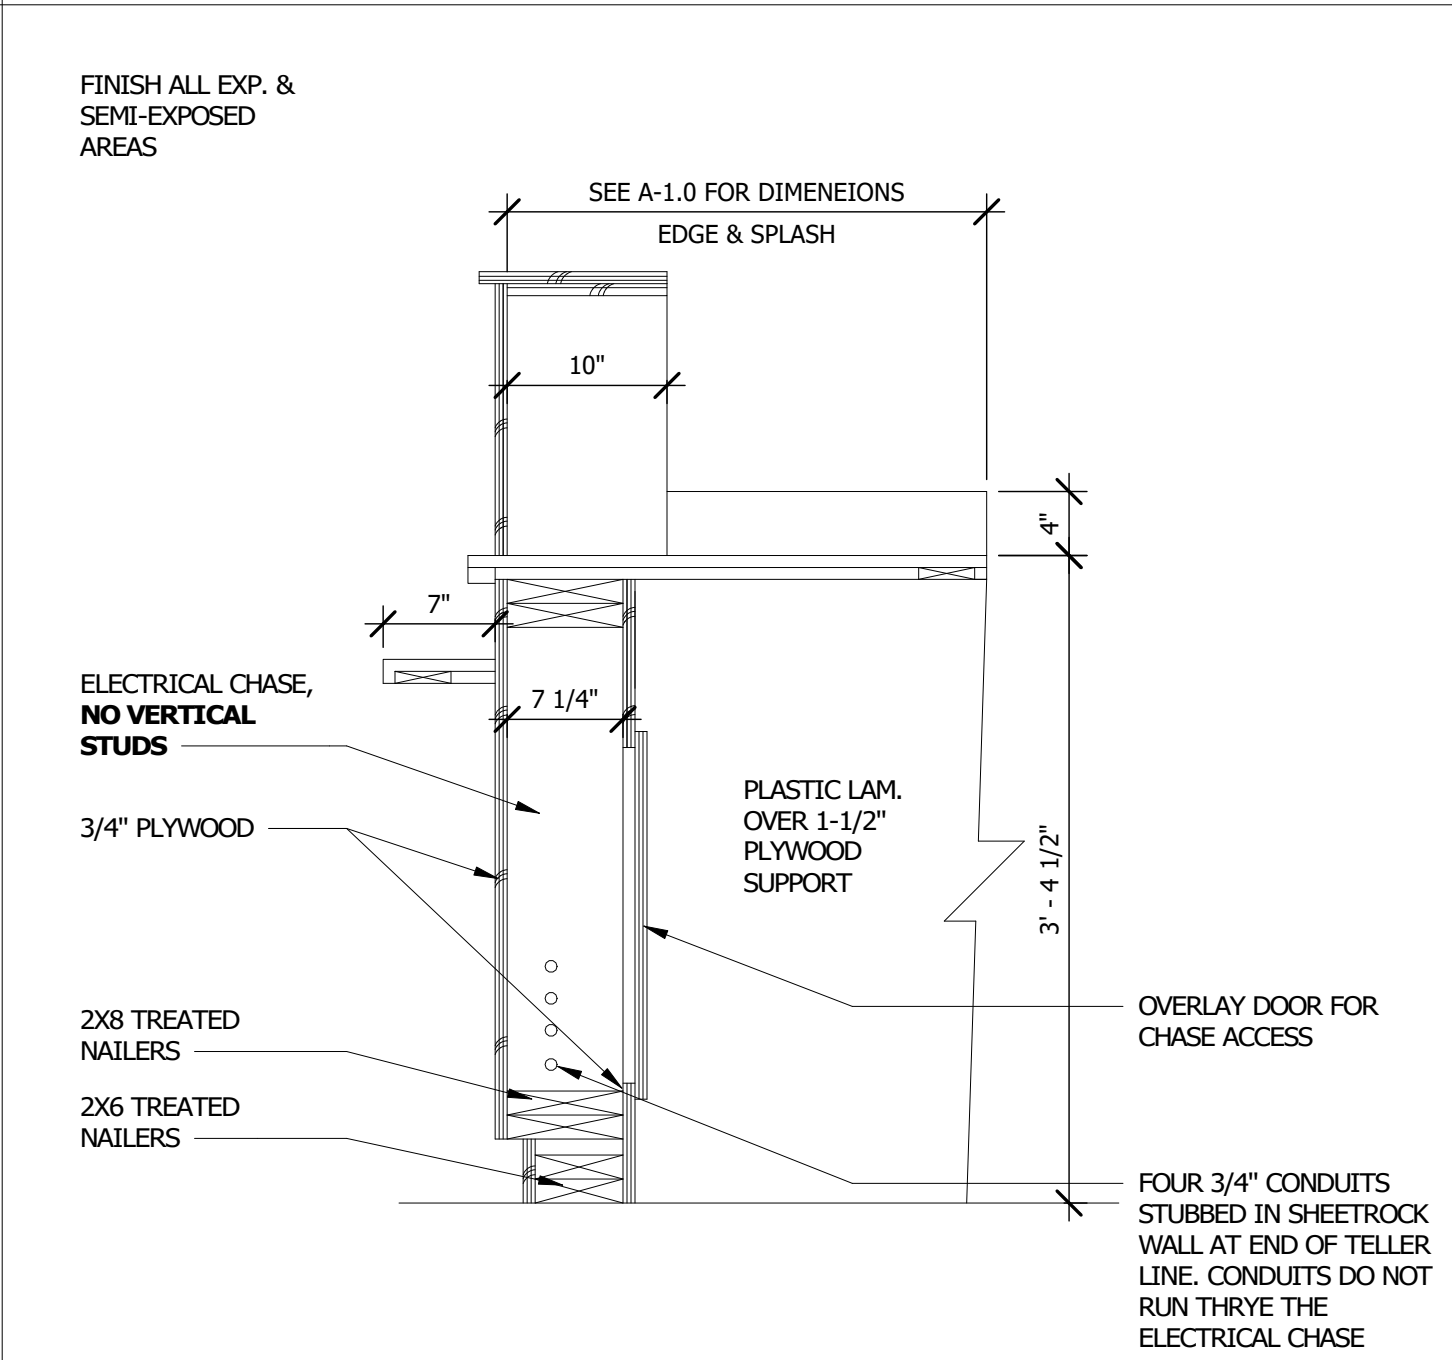 FINISH ALL EXP. &
SEMI-EXPOSED
AREAS
SEE A-1.0 FOR DIMENEIONS
EDGE & SPLASH
10"
4"
7"
ELECTRICAL CHASE,
NO VERTICAL
STUDS
7 1/4"
3/4" PLYWOOD
PLASTIC LAM.
OVER 1-1/2"
PLYWOOD
SUPPORT
3' - 4 1/2"
2X8 TREATED
NAILERS
OVERLAY DOOR FOR
CHASE ACCESS
2X6 TREATED
NAILERS
FOUR 3/4" CONDUITS
STUBBED IN SHEETROCK
WALL AT END OF TELLER
LINE. CONDUITS DO NOT
RUN THRYE THE
ELECTRICAL CHASE